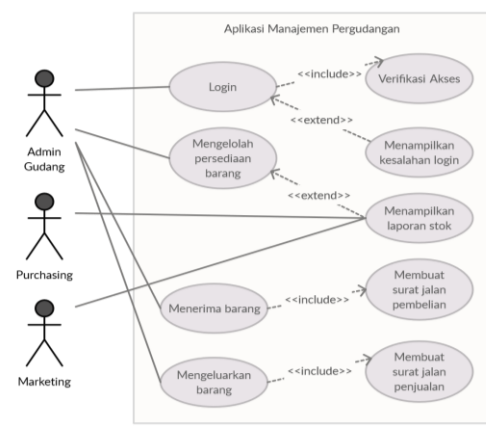 Aplikasi Manajemen Pergudangan
Login
<<include>>
Verifikasi Akses
<<extend>>
Admin
Gudang
Mengelolah
persediaan
barang
Menampilkan
kesalahan login
<<extend>>
Menampilkan
laporan stok
Purchasing
Menerima barang
<<include>>
Membuat
surat jalan
pembelian
Marketing
Mengeluarkan
barang
<<include>>
Membuat
surat jalan
penjualan